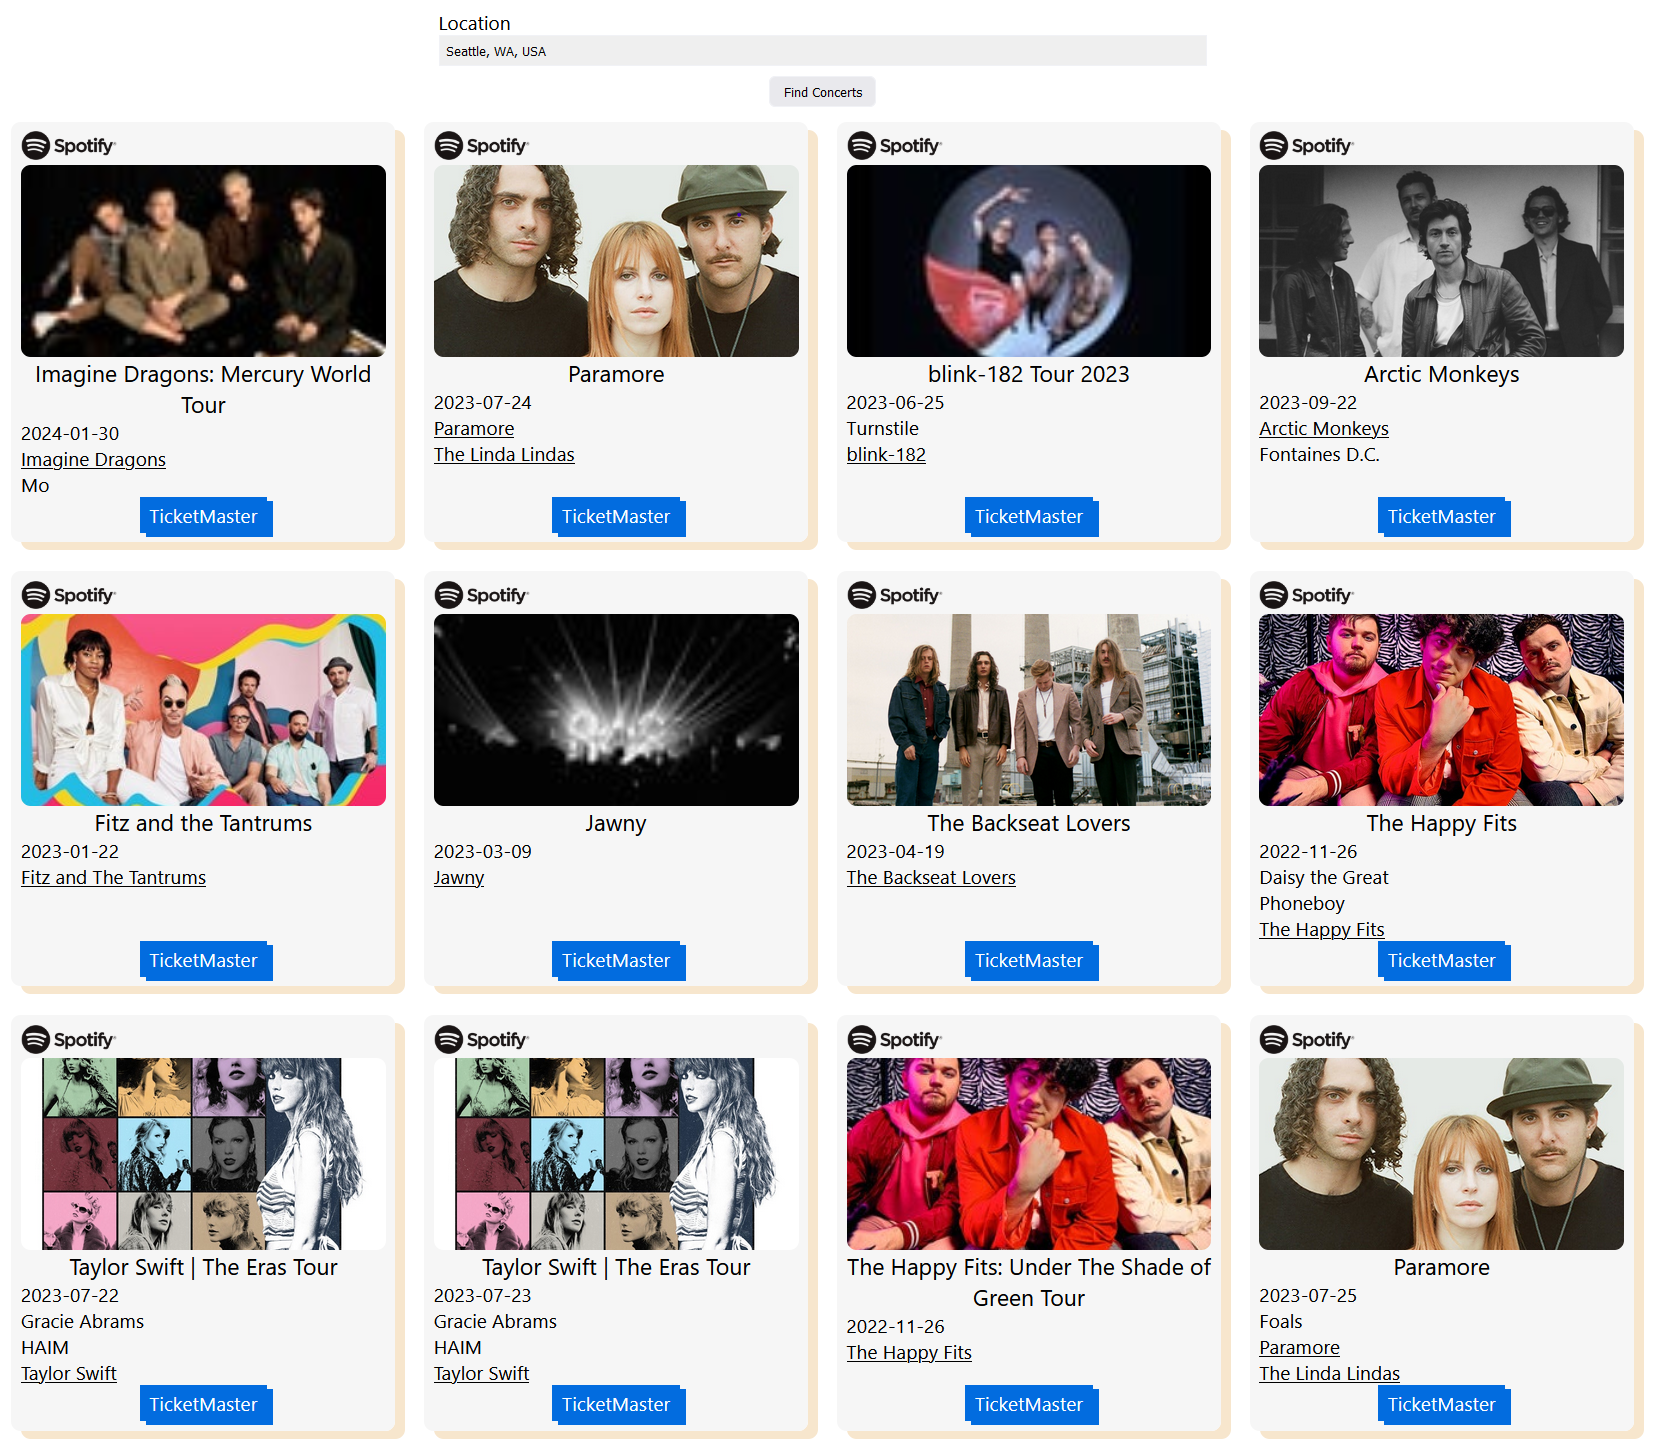 Location
Seattle, WA, USA
Find Concerts
Spotify
Imagine Dragons: Mercury World
Tour
2024-01-30
Imagine Dragons
Mo
TicketMaster
Spotify
Paramore
2023-07-24
Paramore
The Linda Lindas
TicketMaster
Spotify
blink-182 Tour 2023
2023-06-25
Turnstile
blink-182
TicketMaster
Spotify
Arctic Monkeys
2023-09-22
Arctic Monkeys
Fontaines D.C.
TicketMaster
Spotify
Fitz and the Tantrums
2023-01-22
Fitz and The Tantrums
TicketMaster
Spotify
Jawny
2023-03-09
Jawny
TicketMaster
Spotify
The Backseat Lovers
2023-04-19
The Backseat Lovers
TicketMaster
Spotify
The Happy Fits
2022-11-26
Daisy the Great
Phoneboy
The Happy Fits
TicketMaster
Spotify
Taylor Swift | The Eras Tour
2023-07-22
Gracie Abrams
HAIM
Taylor Swift
TicketMaster
Spotify
Taylor Swift | The Eras Tour
2023-07-23
Gracie Abrams
HAIM
Taylor Swift
TicketMaster
Spotify
The Happy Fits: Under The Shade of
Green Tour
2022-11-26
The Happy Fits
TicketMaster
Spotify
Paramore
2023-07-25
Foals
Paramore
The Linda Lindas
TicketMaster